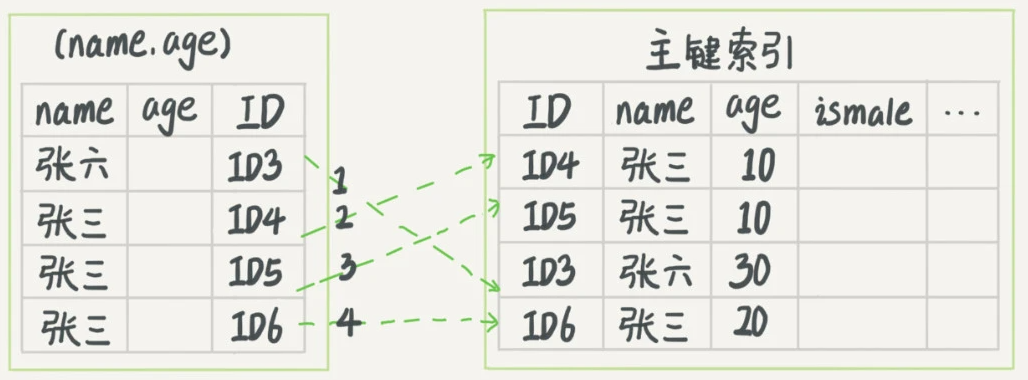 (name.age)
name age ID
张六 ID3
张三 ID4
张三 ID5
张三 ID6
1
2
3
4
主键索引
ID name age ismale ...
ID4 张三 10
ID5 张三 10
ID3 张六 30
ID6 张三 20